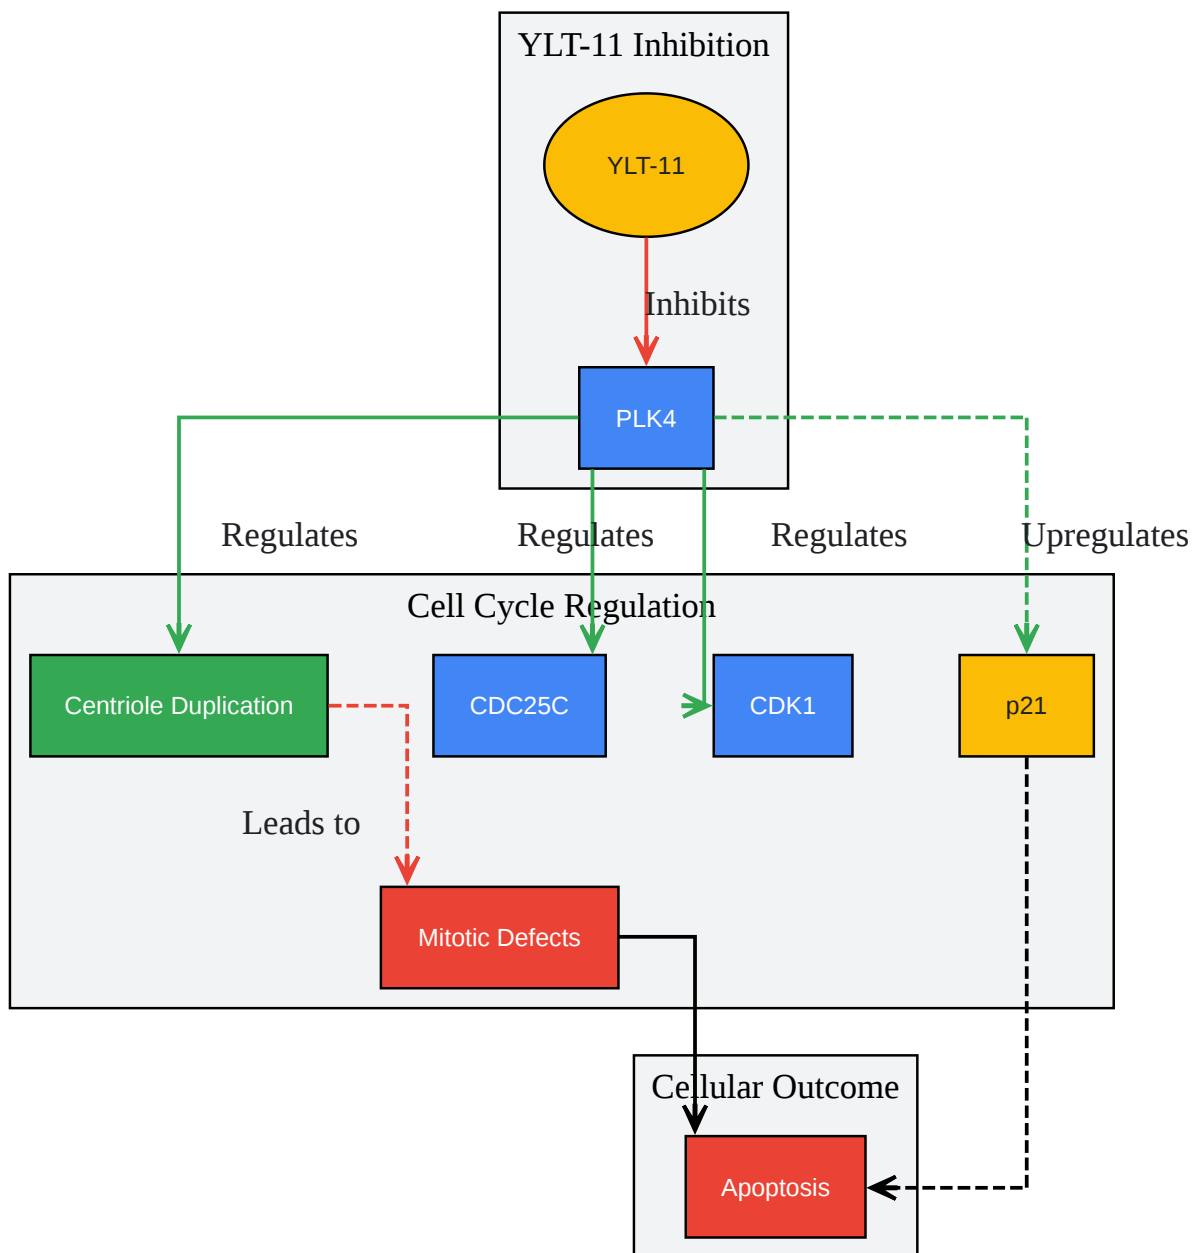 YLT-11 Inhibition
YLT-11
Inhibits
PLK4
Regulates
Regulates
Regulates
Upregulates
Cell Cycle Regulation
Centriole Duplication
CDC25C
CDK1
p21
Leads to
Mitotic Defects
Cellular Outcome
Apoptosis